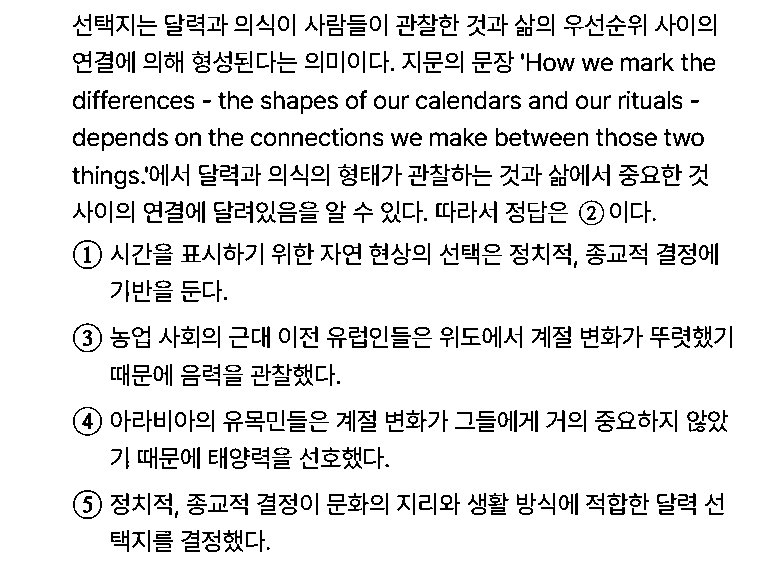 선택지는 달력과 의식이 사람들이 관찰한 것과 삶의 우선순위 사이의
연결에 의해 형성된다는 의미이다. 지문의 문장 'How we mark the
differences - the shapes of our calendars and our rituals -
depends on the connections we make between those two
things.'에서 달력과 의식의 형태가 관찰하는 것과 삶에서 중요한 것
사이의 연결에 달려있음을 알 수 있다. 따라서 정답은 ②이다.
① 시간을 표시하기 위한 자연 현상의 선택은 정치적, 종교적 결정에
기반을 둔다.
③ 농업 사회의 근대 이전 유럽인들은 위도에서 계절 변화가 뚜렷했기
때문에 음력을 관찰했다.
④ 아라비아의 유목민들은 계절 변화가 그들에게 거의 중요하지 않았
기 때문에 태양력을 선호했다.
⑤ 정치적, 종교적 결정이 문화의 지리와 생활 방식에 적합한 달력 선
택지를 결정했다.